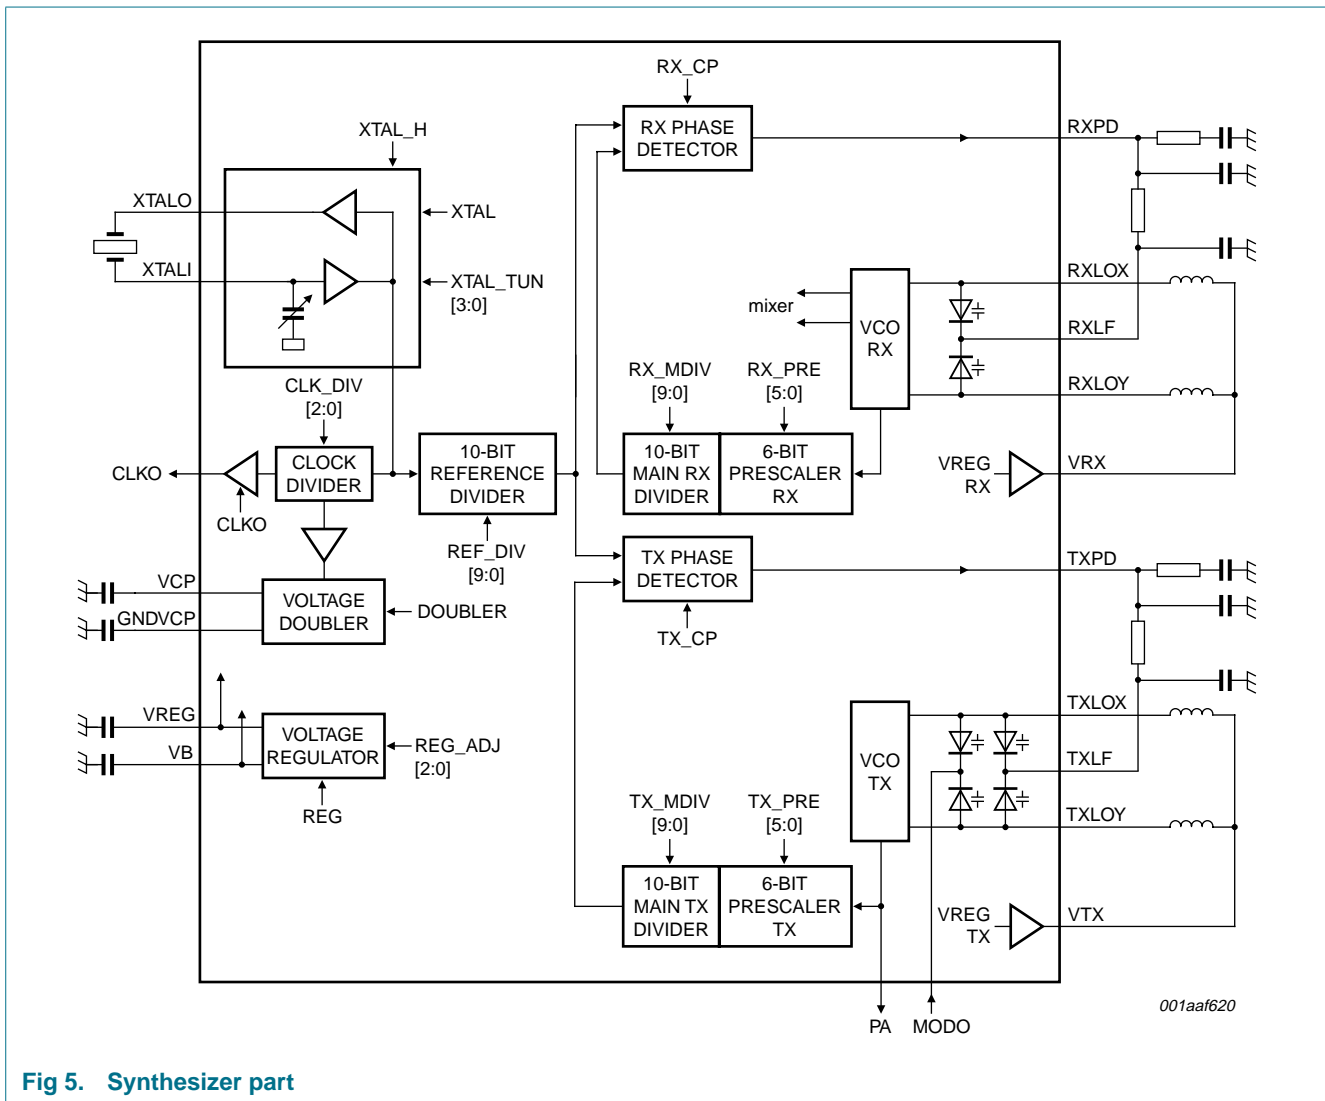 RX_CP
RX PHASE
DETECTOR
RXPD
XTAL_H
XTALO
XTAL
XTALI
XTAL_TUN
[3:0]
RXLOX
mixer
VCO
RX
RXLF
CLK_DIV
[2:0]
RX_MDIV
[9:0]
RX_PRE
[5:0]
RXLOY
CLKO
CLOCK
DIVIDER
10-BIT
REFERENCE
DIVIDER
10-BIT
MAIN RX
DIVIDER
6-BIT
PRESCALER
RX
VREG
RX
VRX
CLKO
REF_DIV
[9:0]
TX PHASE
DETECTOR
TXPD
VCP
GNDVCP
VOLTAGE
DOUBLER
DOUBLER
TX_CP
VREG
VB
VOLTAGE
REGULATOR
REG_ADJ
[2:0]
REG
TXLOX
VCO
TX
TXLF
TX_MDIV
[9:0]
TX_PRE
[5:0]
TXLOY
10-BIT
MAIN TX
DIVIDER
6-BIT
PRESCALER
TX
VREG
TX
VTX
PA
MODO
001aaf620
Fig 5. Synthesizer part